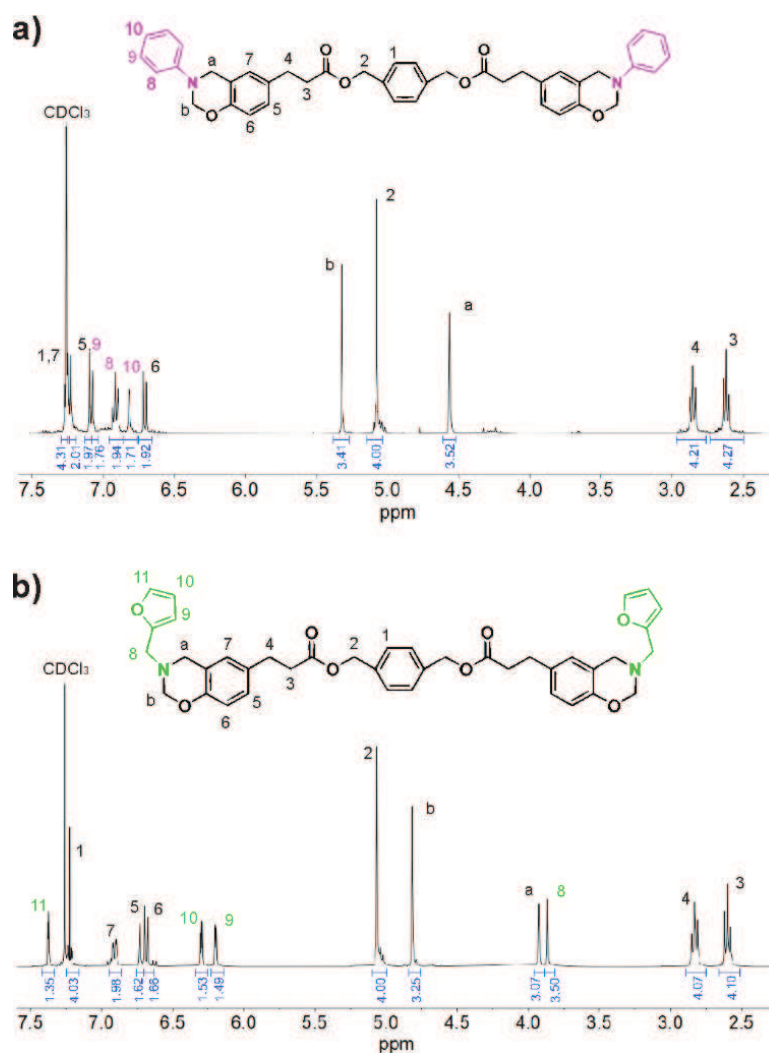 a)
10
9
8
N
a
b
O
7
6
5
4
3
O
O
2
1
O
O
O
N
CDCl3
1,7
5
9
8
10
6
b
2
a
4
3
4.31
2.01
1.97
1.76
1.94
1.71
1.92
3.41
4.00
3.52
4.21
4.27
7.5 7.0 6.5 6.0 5.5 5.0 4.5 4.0 3.5 3.0 2.5
ppm
b)
11
10
O
9
8
N
a
b
O
7
6
5
4
3
O
O
2
1
O
O
O
N
O
CDCl3
11
1
7
5
6
10
9
2
b
a
8
4
3
1.35
4.03
1.98
1.62
1.66
1.53
1.49
4.00
3.25
3.07
3.50
4.07
4.10
7.5 7.0 6.5 6.0 5.5 5.0 4.5 4.0 3.5 3.0 2.5
ppm